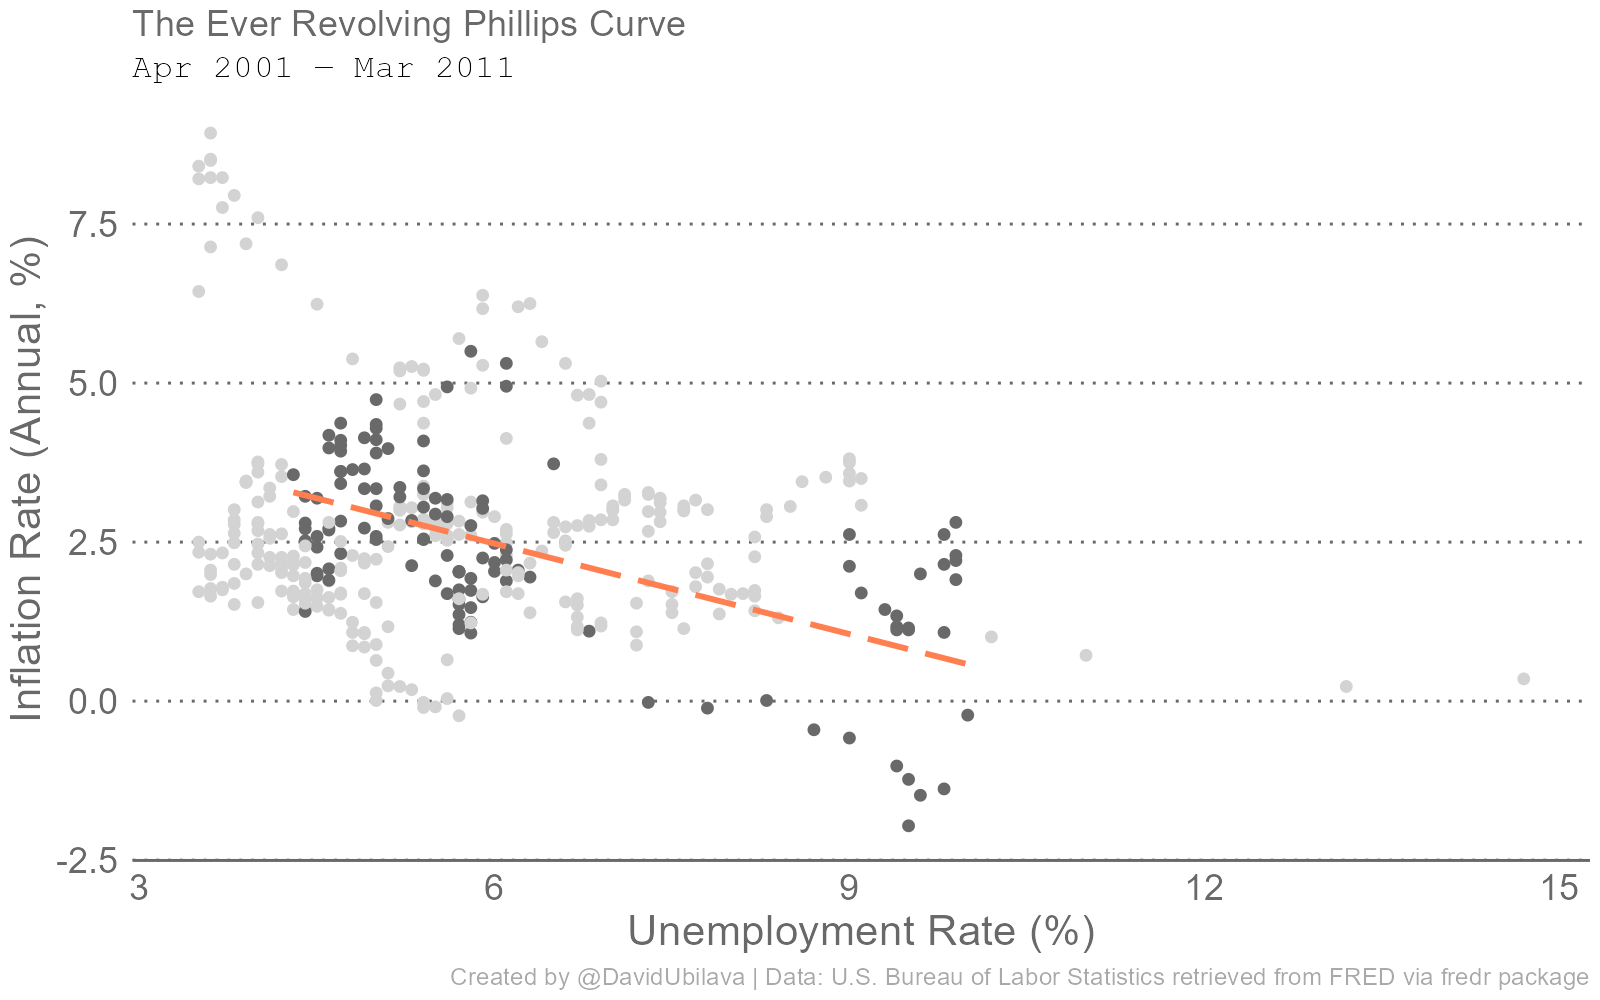 The Ever Revolving Phillips Curve
Apr 2001 — Mar 2011
Inflation Rate (Annual, %)
7.5
5.0
2.5
0.0
-2.5
3 6 9 12 15
Unemployment Rate (%)
Created by @DavidUbilava | Data: U.S. Bureau of Labor Statistics retrieved from FRED via fredr package